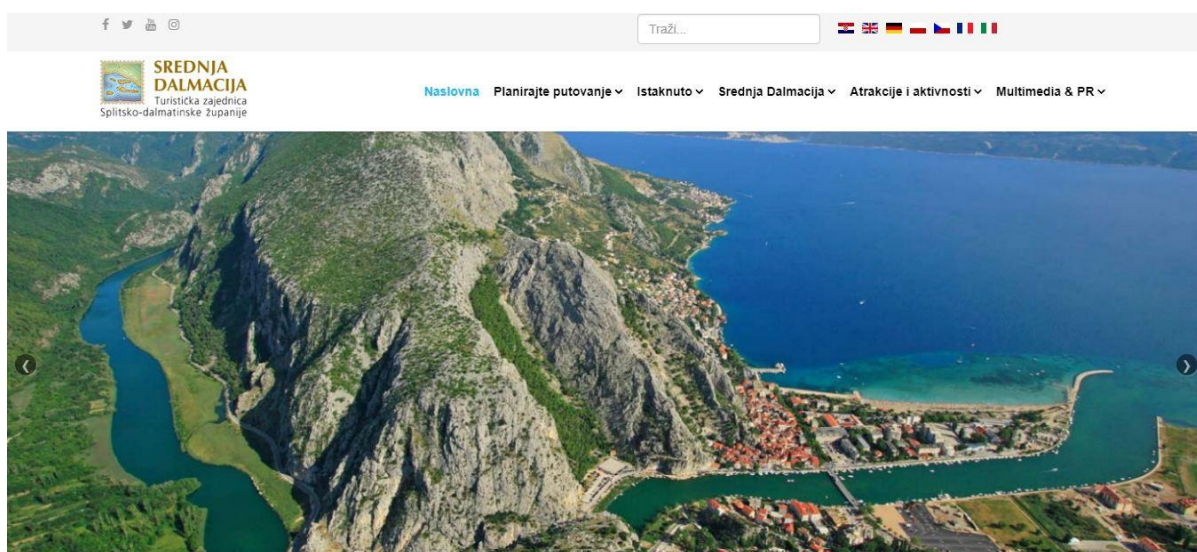 Traži...
SREDNJA
DALMACIJA
Turistička zajednica
Splitsko-dalmatinske županije
Naslovna Planirajte putovanje Istaknuto Srednja Dalmacija Atrakcije i aktivnosti Multimedia & PR